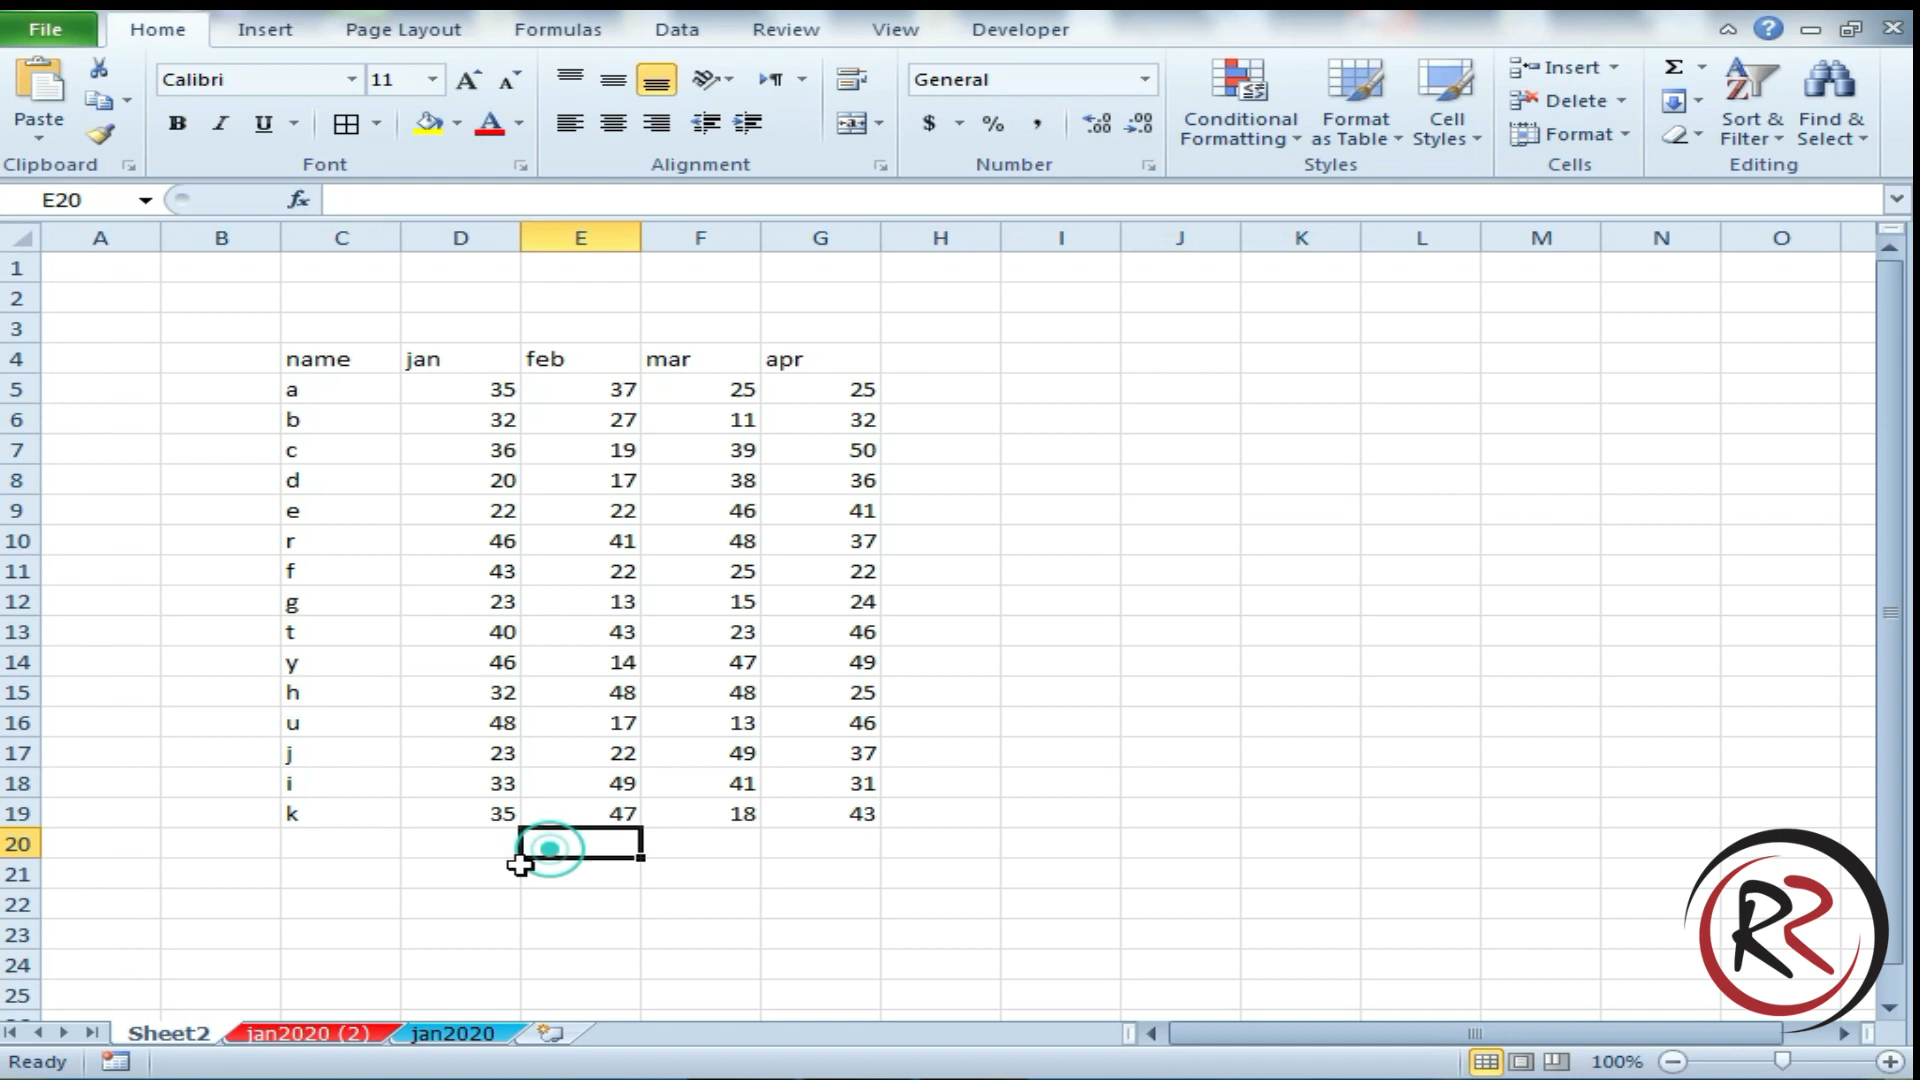 File Home Insert Page Layout Formulas Data Review View Developer
Calibri 11 General Insert Σ
Paste B I U A $ % , Conditional Formatting Format as Table Cell Styles Delete Format Sort & Filter Find & Select
Clipboard Font Alignment Number Styles Cells Editing
E20 fx
A B C D E F G H I J K L M N O
1
2
3
4 name jan feb mar apr
5 a 35 37 25 25
6 b 32 27 11 32
7 c 36 19 39 50
8 d 20 17 38 36
9 e 22 22 46 41
10 r 46 41 48 37
11 f 43 22 25 22
12 g 23 13 15 24
13 t 40 43 23 46
14 y 46 14 47 49
15 h 32 48 48 25
16 u 48 17 13 46
17 j 23 22 49 37
18 i 33 49 41 31
19 k 35 47 18 43
20
21
22
23
24
25
RR
Sheet2 jan2020 (2) jan2020
Ready 100%